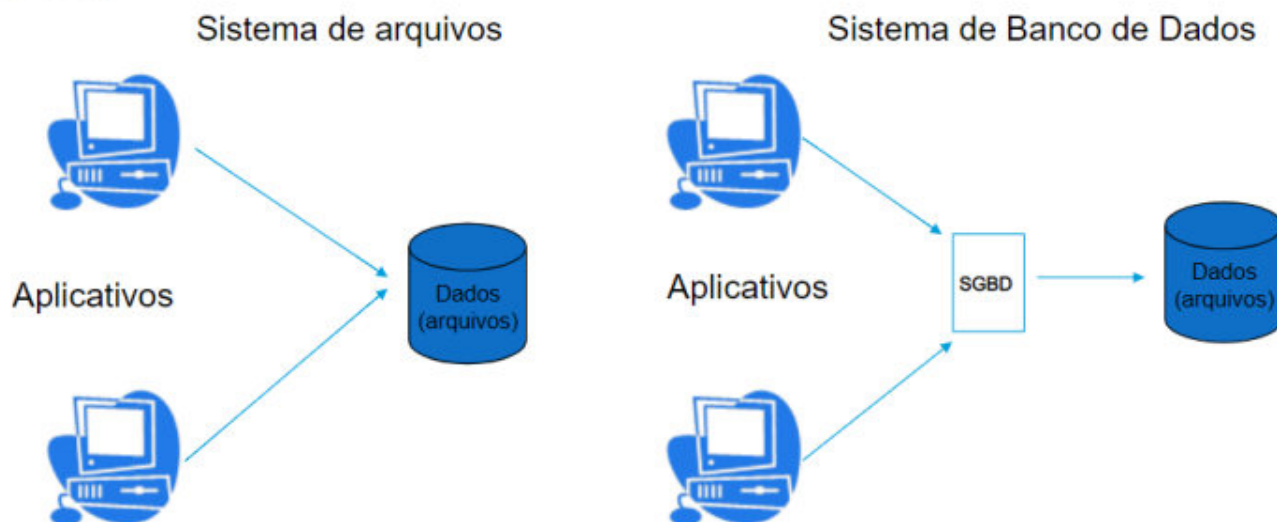 Sistema de arquivos
Aplicativos
Dados
(arquivos)
Sistema de Banco de Dados
Aplicativos
SGBD
Dados
(arquivos)